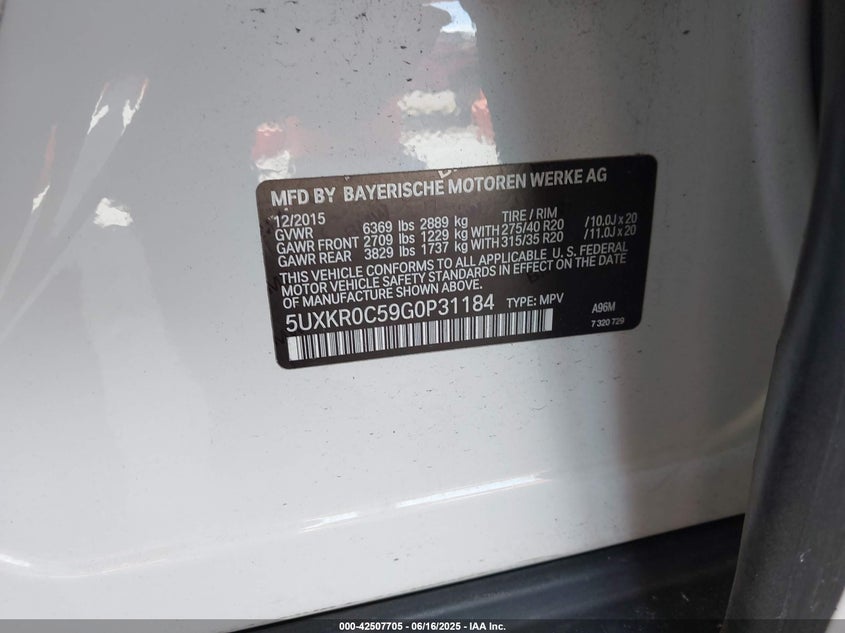 MFD BY BAYERISCHE MOTOREN WERKE AG
12/2015 TIRE / RIM
GVWR 6369 lbs 2889 kg
GAWR FRONT 2709 lbs 1229 kg WITH 275/40 R20 /10.0J x 20
GAWR REAR 3829 lbs 1737 kg WITH 315/35 R20 /11.0J x 20
THIS VEHICLE CONFORMS TO ALL APPLICABLE U. S. FEDERAL
MOTOR VEHICLE SAFETY STANDARDS IN EFFECT ON THE DATE
OF MANUFACTURE SHOWN ABOVE.
5UXKR0C59G0P31184 TYPE: MPV A96M
7 320 729
000-42507705 - 06/16/2025 - IAA Inc.